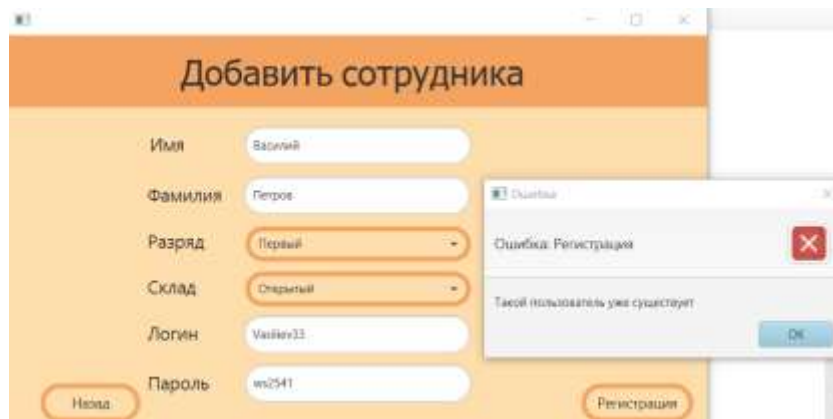 Добавить сотрудника
Имя
Василий
Фамилия
Петров
Разряд
Первый
Склад
Открытый
Логин
Vasiliev33
Пароль
ws2541
Назад
Регистрация
Ошибка
Ошибка: Регистрация
Такой пользователь уже существует
OK